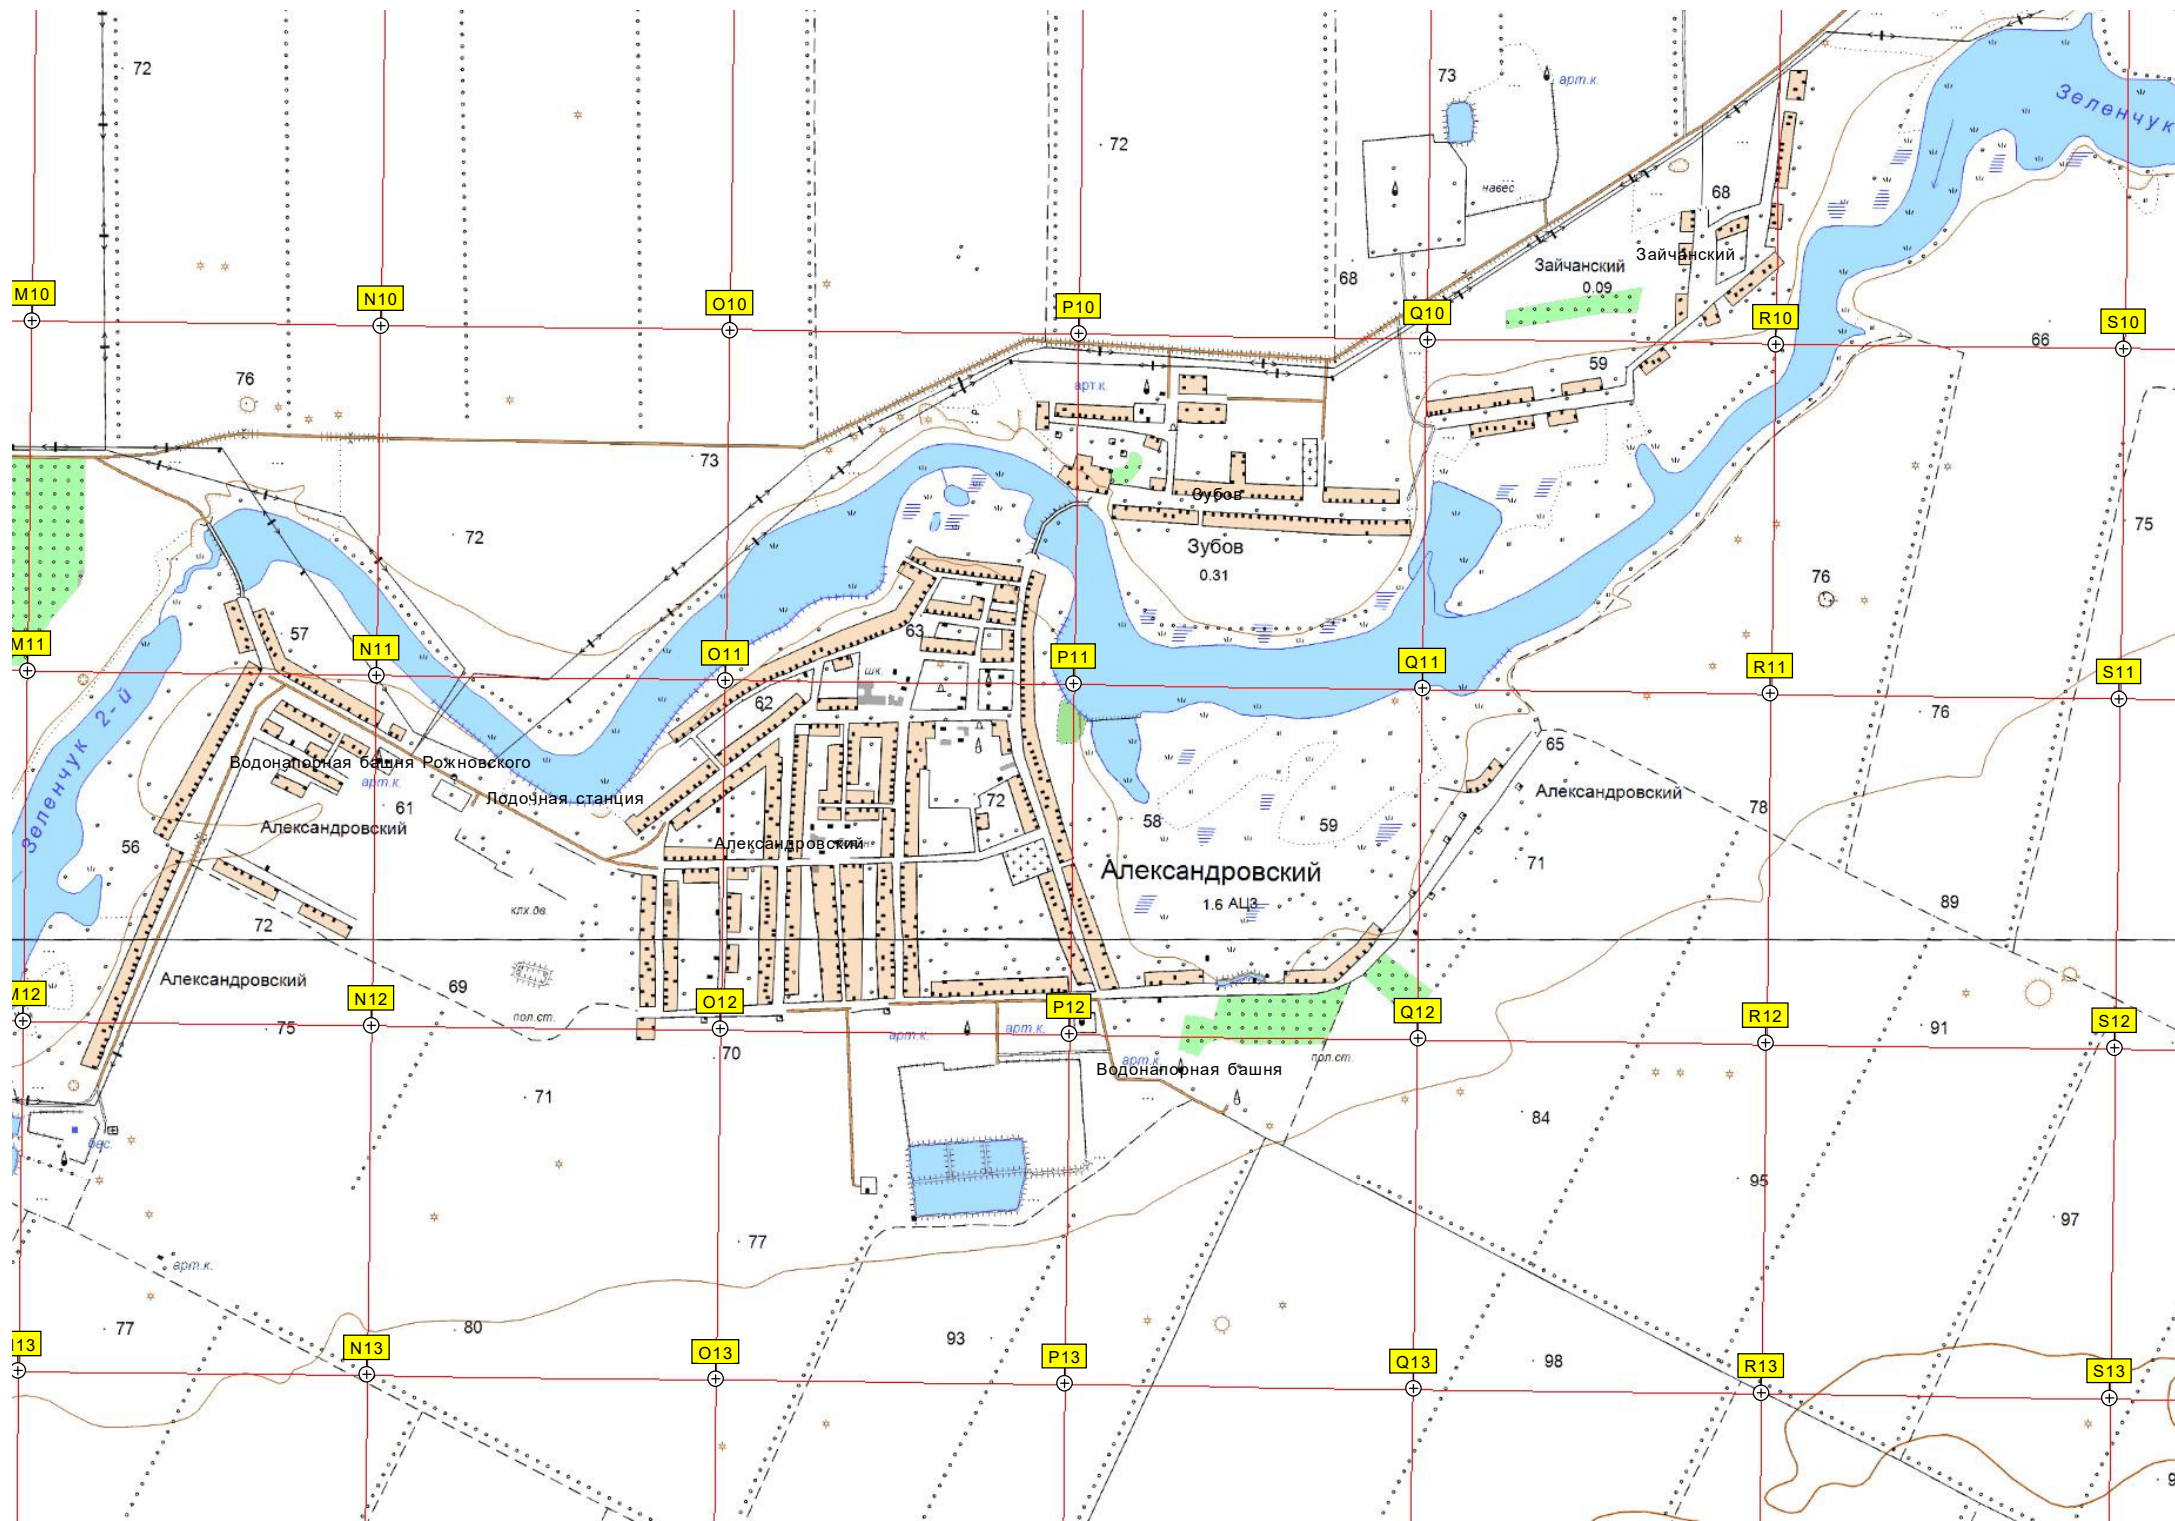 72
73
арт.к.
Зеленчук
72
навес
68
Зайчанский
Зайчанский
0.09
68
M10
N10
O10
P10
Q10
R10
S10
66
76
59
арт.к.
73
72
Зубов
Зубов
0.31
75
76
57
63
M11
N11
O11
P11
Q11
R11
S11
шк.
62
76
65
Зеленчук 2-й
Водонапорная башня Рожновского
арт.к.
61
Лодочная станция
72
Александровский
78
58
59
Александровский
56
Александровский
71
Александровский
1.6 АЦЗ
89
клх.дв.
72
Александровский
69
N12
O12
P12
Q12
R12
S12
75
пол.ст.
арт.к.
арт.к.
91
70
арт.к.
пол.ст.
Водонапорная башня
71
84
бас.
95
97
77
арт.к.
77
80
93
98
N13
O13
P13
Q13
R13
S13